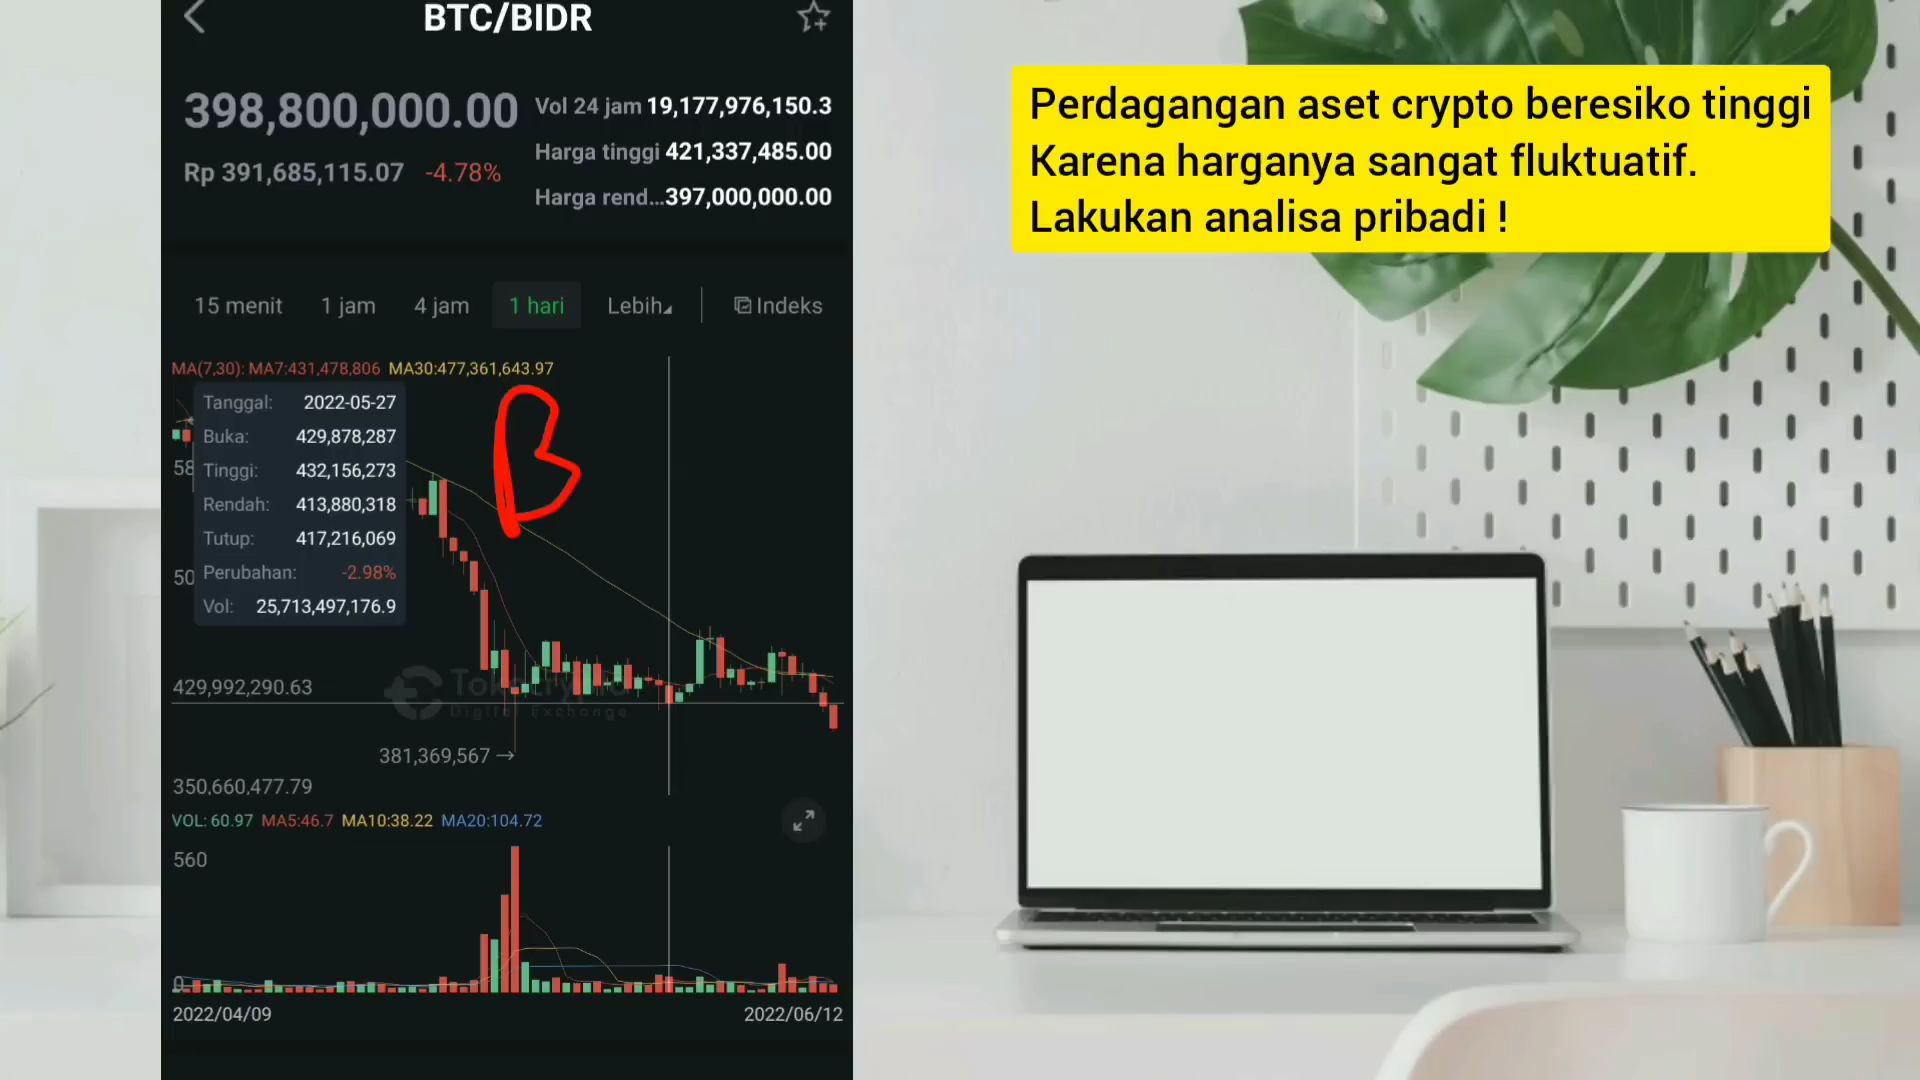 BTC/BIDR
398,800,000.00
Rp 391,685,115.07 -4.78%
Vol 24 jam 19,177,976,150.3
Harga tinggi 421,337,485.00
Harga rend...397,000,000.00
15 menit 1 jam 4 jam 1 hari Lebih Indeks
MA(7,30): MA7:431,478,806 MA30:477,361,643.97
Tanggal: 2022-05-27
Buka: 429,878,287
58 Tinggi: 432,156,273
Rendah: 413,880,318
Tutup: 417,216,069
50 Perubahan: -2.98%
Vol: 25,713,497,176.9
B
429,992,290.63
Tokocrypto
Digital Exchange
381,369,567 →
350,660,477.79
VOL: 60.97 MA5:46.7 MA10:38.22 MA20:104.72
560
0
2022/04/09 2022/06/12
Perdagangan aset crypto beresiko tinggi
Karena harganya sangat fluktuatif.
Lakukan analisa pribadi !